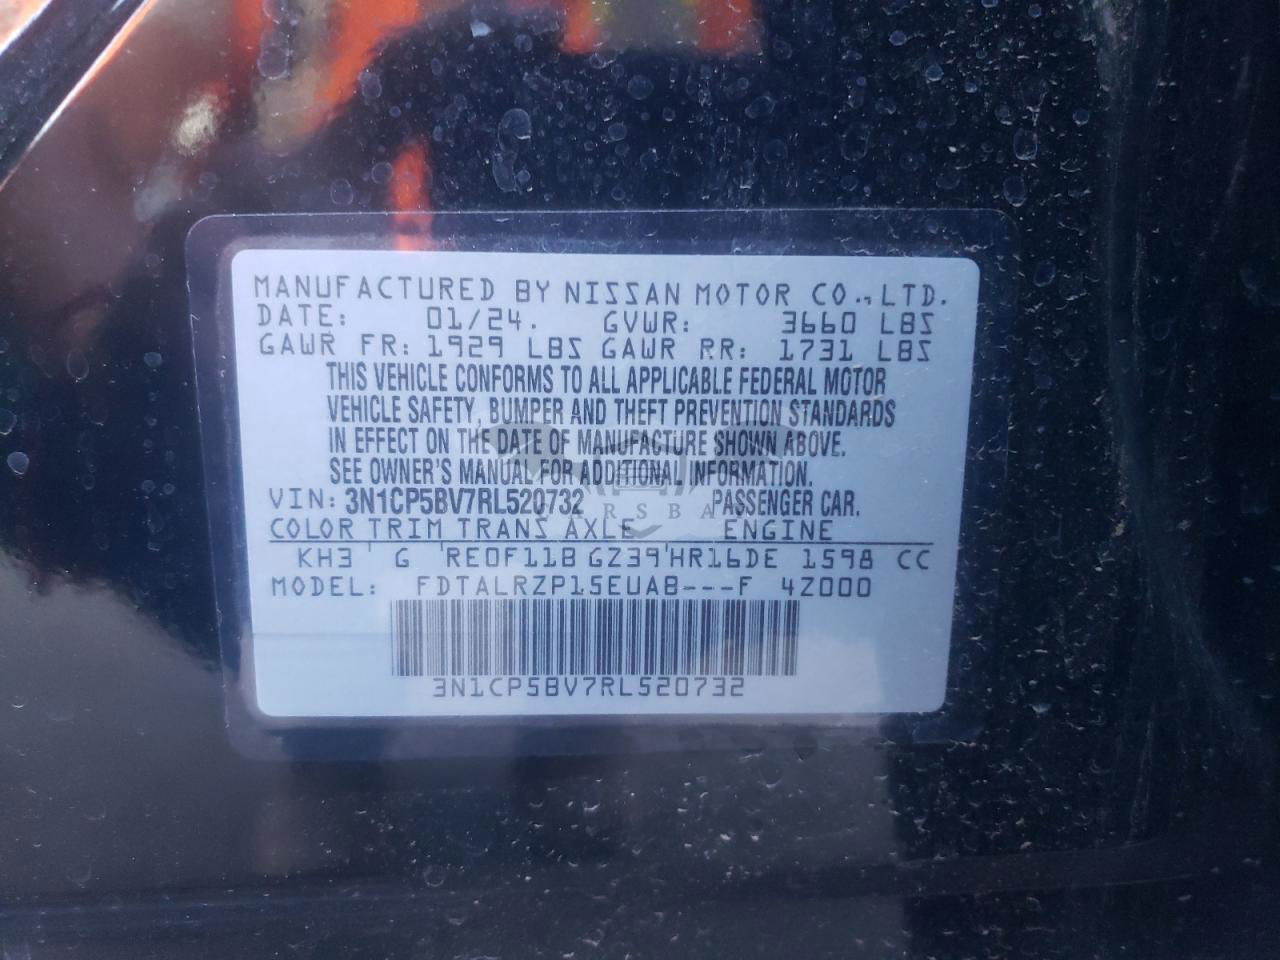 MANUFACTURED BY NISSAN MOTOR CO., LTD.
DATE: 01/24. GVWR: 3660 LBS
GAWR FR: 1929 LBS GAWR RR: 1731 LBS
THIS VEHICLE CONFORMS TO ALL APPLICABLE FEDERAL MOTOR
VEHICLE SAFETY, BUMPER AND THEFT PREVENTION STANDARDS
IN EFFECT ON THE DATE OF MANUFACTURE SHOWN ABOVE.
SEE OWNER'S MANUAL FOR ADDITIONAL INFORMATION.
VIN: 3N1CP5BV7RL520732 PASSENGER CAR.
COLOR TRIM TRANS AXLE ENGINE
KH3 G RE0F11B GZ39 HR16DE 1598 CC
MODEL: FDTALRZP15EUAB---F 4Z000
3N1CP5BV7RL520732